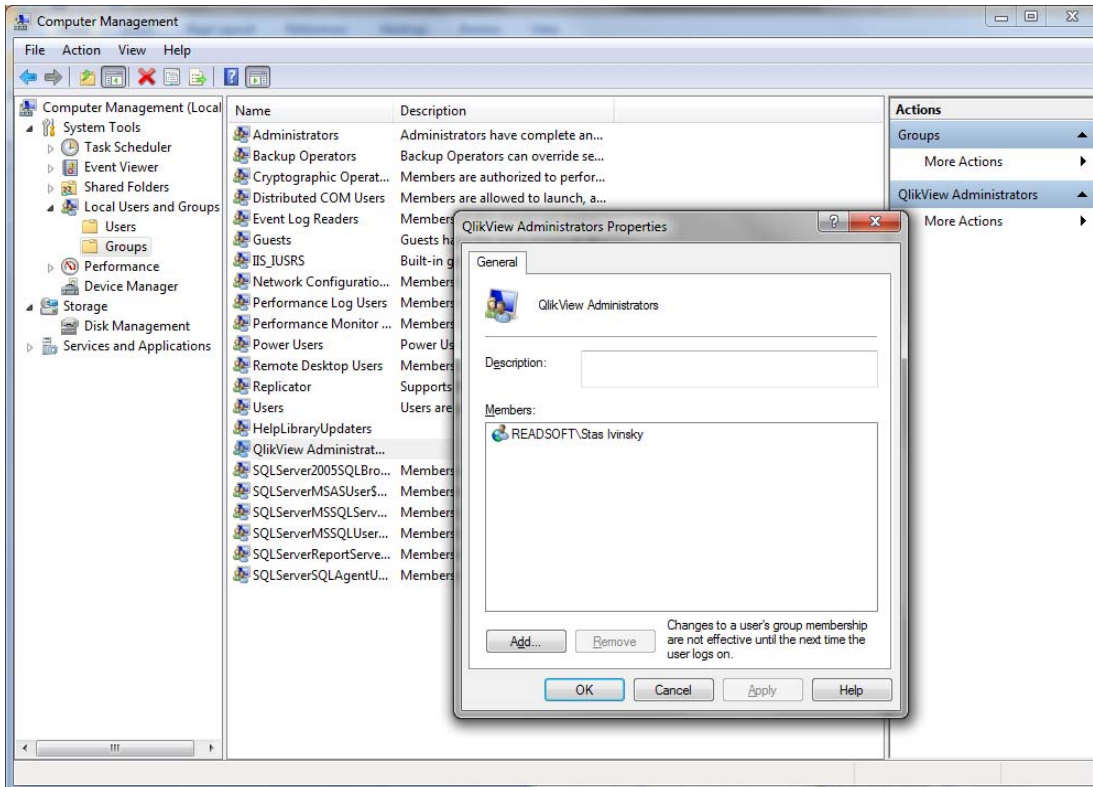 Computer Management
File Action View Help
Computer Management (Local
System Tools
Task Scheduler
Event Viewer
Shared Folders
Local Users and Groups
Users
Groups
Performance
Device Manager
Storage
Disk Management
Services and Applications
Name Description
Administrators Administrators have complete an...
Backup Operators Backup Operators can override se...
Cryptographic Operat... Members are authorized to perfor...
Distributed COM Users Members are allowed to launch, a...
Event Log Readers Members
Guests Guests ha
IIS_IUSRS Built-in g
Network Configuratio... Members
Performance Log Users Members
Performance Monitor ... Members
Power Users Power Us
Remote Desktop Users Members
Replicator Supports
Users Users are
HelpLibraryUpdaters
QlikView Administrat...
SQLServer2005SQLBro... Members
SQLServerMSASUser$... Members
SQLServerMSSQLServ... Members
SQLServerMSSQLUser... Members
SQLServerReportServe... Members
SQLServerSQLAgentU... Members
QlikView Administrators Properties
General
QlikView Administrators
Description:
Members:
READSOFT\Stas Ivinsky
Add... Remove
Changes to a user's group membership
are not effective until the next time the
user logs on.
OK Cancel Apply Help
Actions
Groups
More Actions
QlikView Administrators
More Actions